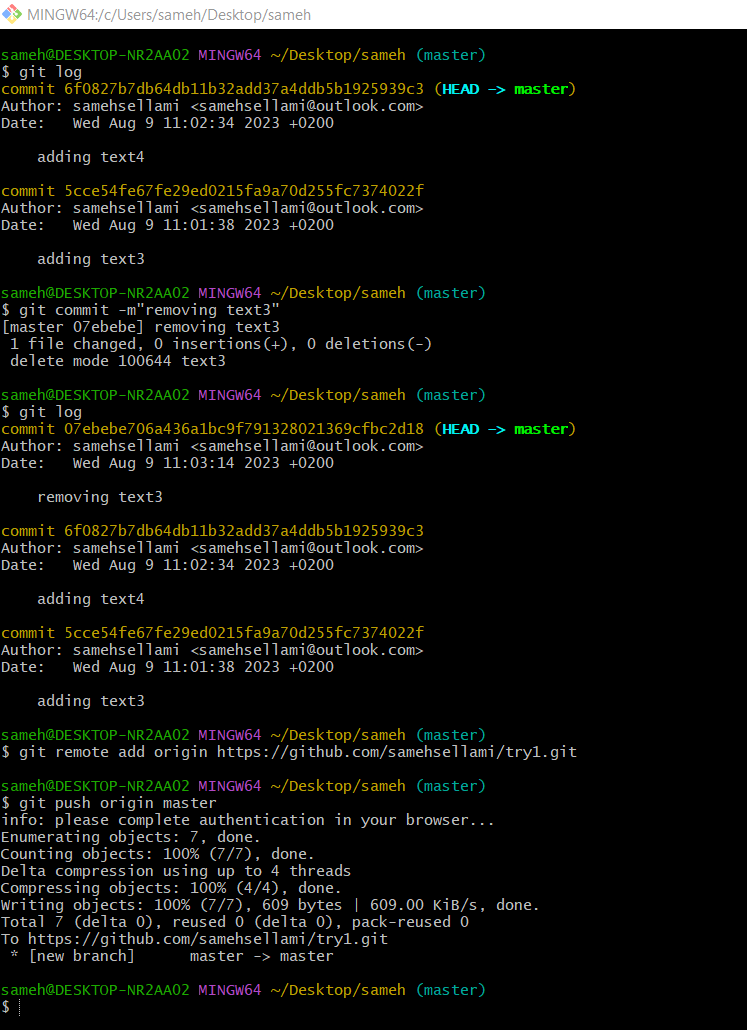 MINGW64:/c/Users/sameh/Desktop/sameh
sameh@DESKTOP-NR2AA02 MINGW64 ~/Desktop/sameh (master)
$ git log
commit 6f0827b7db64db11b32add37a4ddb5b1925939c3 (HEAD -> master)
Author: samehsellami <samehsellami@outlook.com>
Date:   Wed Aug 9 11:02:34 2023 +0200
    adding text4
commit 5cce54fe67fe29ed0215fa9a70d255fc7374022f
Author: samehsellami <samehsellami@outlook.com>
Date:   Wed Aug 9 11:01:38 2023 +0200
    adding text3
sameh@DESKTOP-NR2AA02 MINGW64 ~/Desktop/sameh (master)
$ git commit -m"removing text3"
[master 07ebebe] removing text3
 1 file changed, 0 insertions(+), 0 deletions(-)
 delete mode 100644 text3
sameh@DESKTOP-NR2AA02 MINGW64 ~/Desktop/sameh (master)
$ git log
commit 07ebebe706a436a1bc9f791328021369cfbc2d18 (HEAD -> master)
Author: samehsellami <samehsellami@outlook.com>
Date:   Wed Aug 9 11:03:14 2023 +0200
    removing text3
commit 6f0827b7db64db11b32add37a4ddb5b1925939c3
Author: samehsellami <samehsellami@outlook.com>
Date:   Wed Aug 9 11:02:34 2023 +0200
    adding text4
commit 5cce54fe67fe29ed0215fa9a70d255fc7374022f
Author: samehsellami <samehsellami@outlook.com>
Date:   Wed Aug 9 11:01:38 2023 +0200
    adding text3
sameh@DESKTOP-NR2AA02 MINGW64 ~/Desktop/sameh (master)
$ git remote add origin https://github.com/samehsellami/try1.git
sameh@DESKTOP-NR2AA02 MINGW64 ~/Desktop/sameh (master)
$ git push origin master
info: please complete authentication in your browser...
Enumerating objects: 7, done.
Counting objects: 100% (7/7), done.
Delta compression using up to 4 threads
Compressing objects: 100% (4/4), done.
Writing objects: 100% (7/7), 609 bytes | 609.00 KiB/s, done.
Total 7 (delta 0), reused 0 (delta 0), pack-reused 0
To https://github.com/samehsellami/try1.git
 * [new branch]      master -> master
sameh@DESKTOP-NR2AA02 MINGW64 ~/Desktop/sameh (master)
$